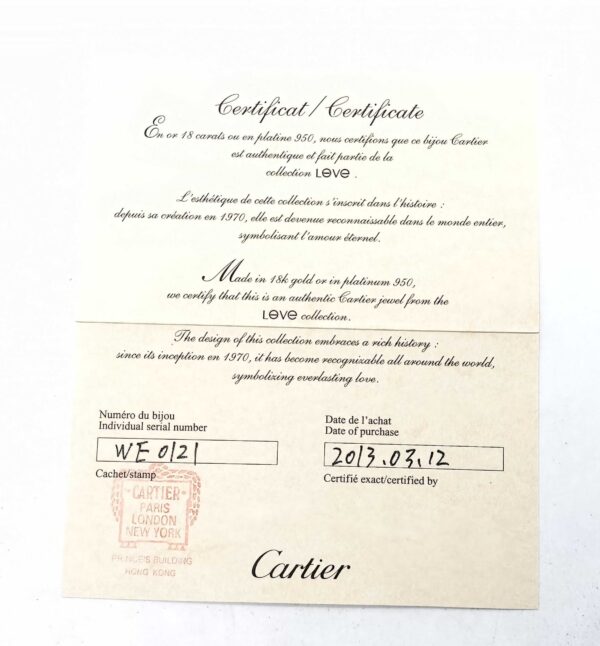 Certificat / Certificate
En or 18 carats ou en platine 950, nous certifions que ce bijou Cartier
est authentique et fait partie de la
collection LOVE .
L'esthétique de cette collection s'inscrit dans l'histoire :
depuis sa création en 1970, elle est devenue reconnaissable dans le monde entier,
symbolisant l'amour éternel.
Made in 18k gold or in platinum 950,
we certify that this is an authentic Cartier jewel from the
LOVE collection.
The design of this collection embraces a rich history :
since its inception en 1970, it has become recognizable all around the world,
symbolizing everlasting love.
Numéro du bijou
Individual serial number
WE 0121
Cachet/stamp
CARTIER
PARIS
LONDON
NEW YORK
PRINCE'S BUILDING
HONG KONG
Date de l'achat
Date of purchase
2013.03.12
Certifié exact/certified by
Cartier